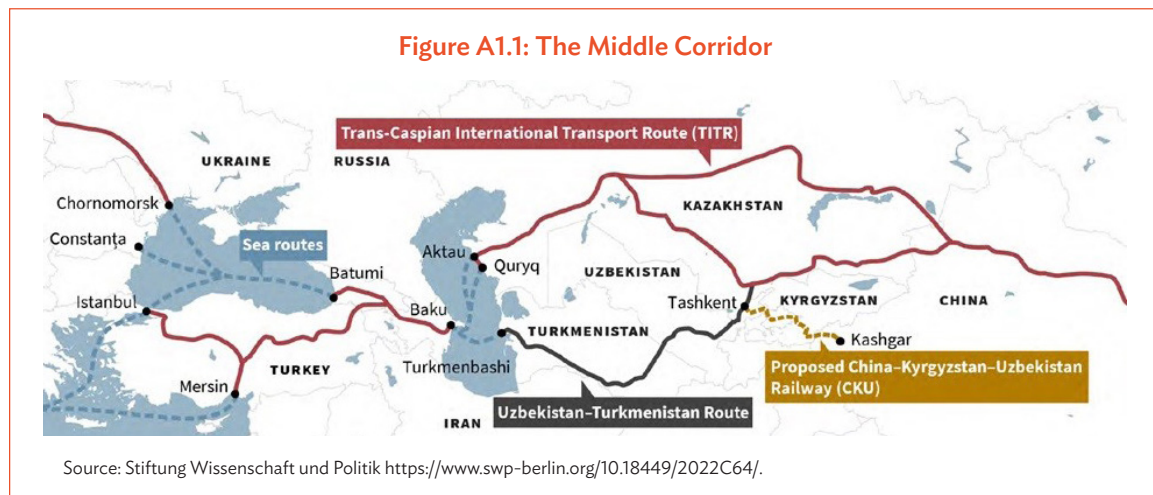 Figure A1.1: The Middle Corridor
Trans-Caspian International Transport Route (TITR)
UKRAINE
RUSSIA
Chornomorsk
KAZAKHSTAN
Constanța
Sea routes
Aktau
Quryq
UZBEKISTAN
Batumi
Istanbul
Baku
Tashkent
KYRGYZSTAN
CHINA
TURKMENISTAN
Kashgar
Turkmenbashi
TURKEY
Mersin
Proposed China–Kyrgyzstan–Uzbekistan
Railway (CKU)
Uzbekistan–Turkmenistan Route
IRAN
Source: Stiftung Wissenschaft und Politik https://www.swp-berlin.org/10.18449/2022C64/.